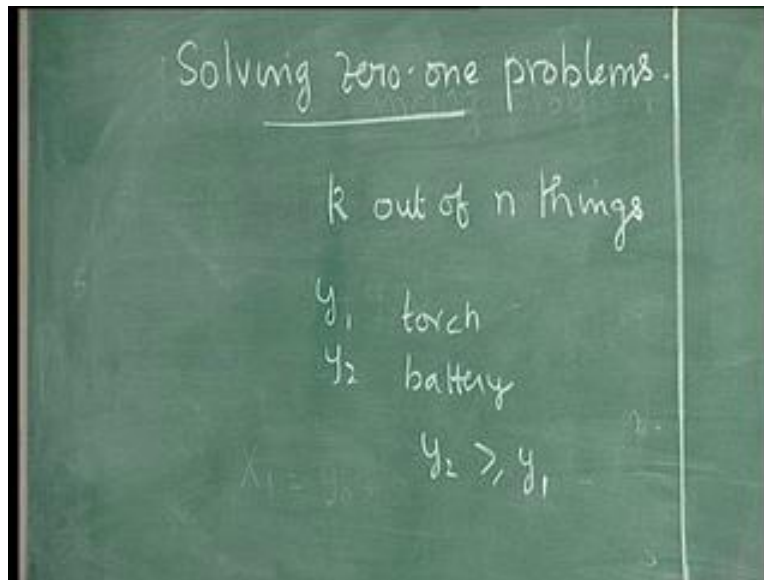 Solving zero-one problems.
k out of n things
y₁ torch
y₂ battery
y₂ ≥ y₁